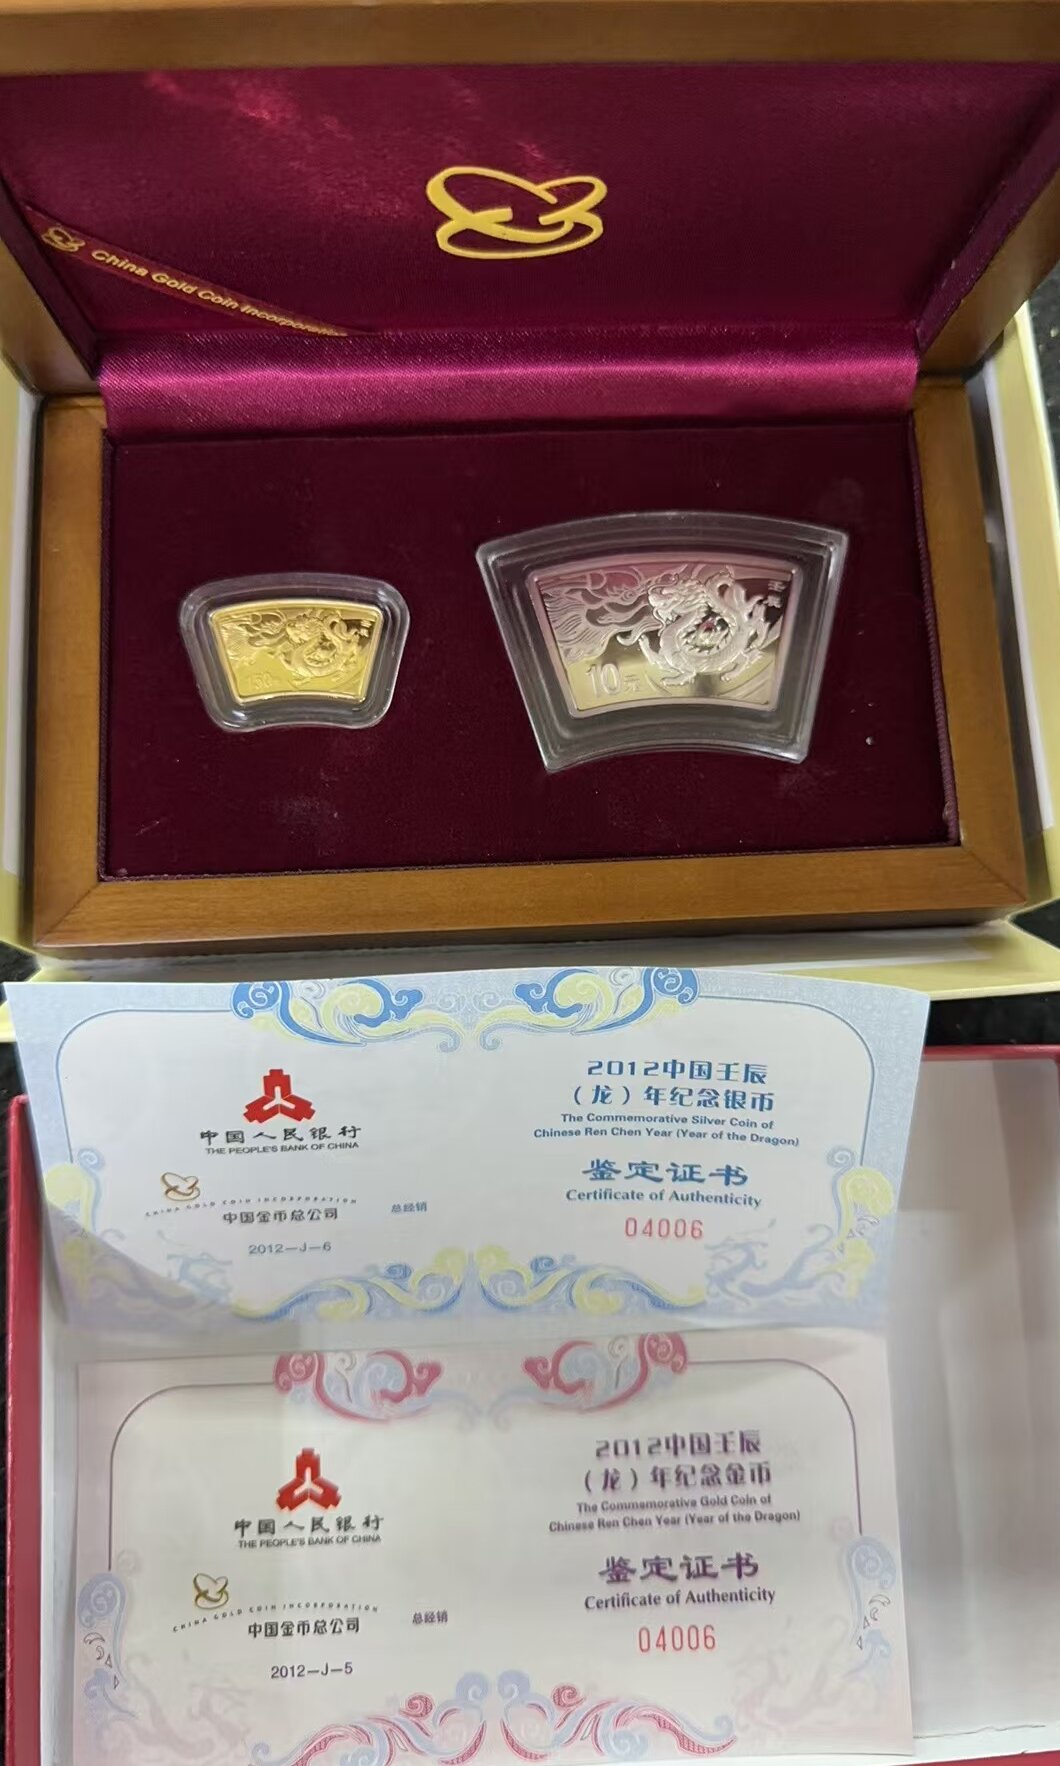 China Gold Coin Incorporation
150元
壬辰
10元
中国人民银行
THE PEOPLE'S BANK OF CHINA
CHINA GOLD COIN INCORPORATION
中国金币总公司
总经销
2012—J—6
2012中国壬辰
（龙）年纪念银币
The Commemorative Silver Coin of
Chinese Ren Chen Year (Year of the Dragon)
鉴定证书
Certificate of Authenticity
04006
中国人民银行
THE PEOPLE'S BANK OF CHINA
CHINA GOLD COIN INCORPORATION
中国金币总公司
总经销
2012—J—5
2012中国壬辰
（龙）年纪念金币
The Commemorative Gold Coin of
Chinese Ren Chen Year (Year of the Dragon)
鉴定证书
Certificate of Authenticity
04006